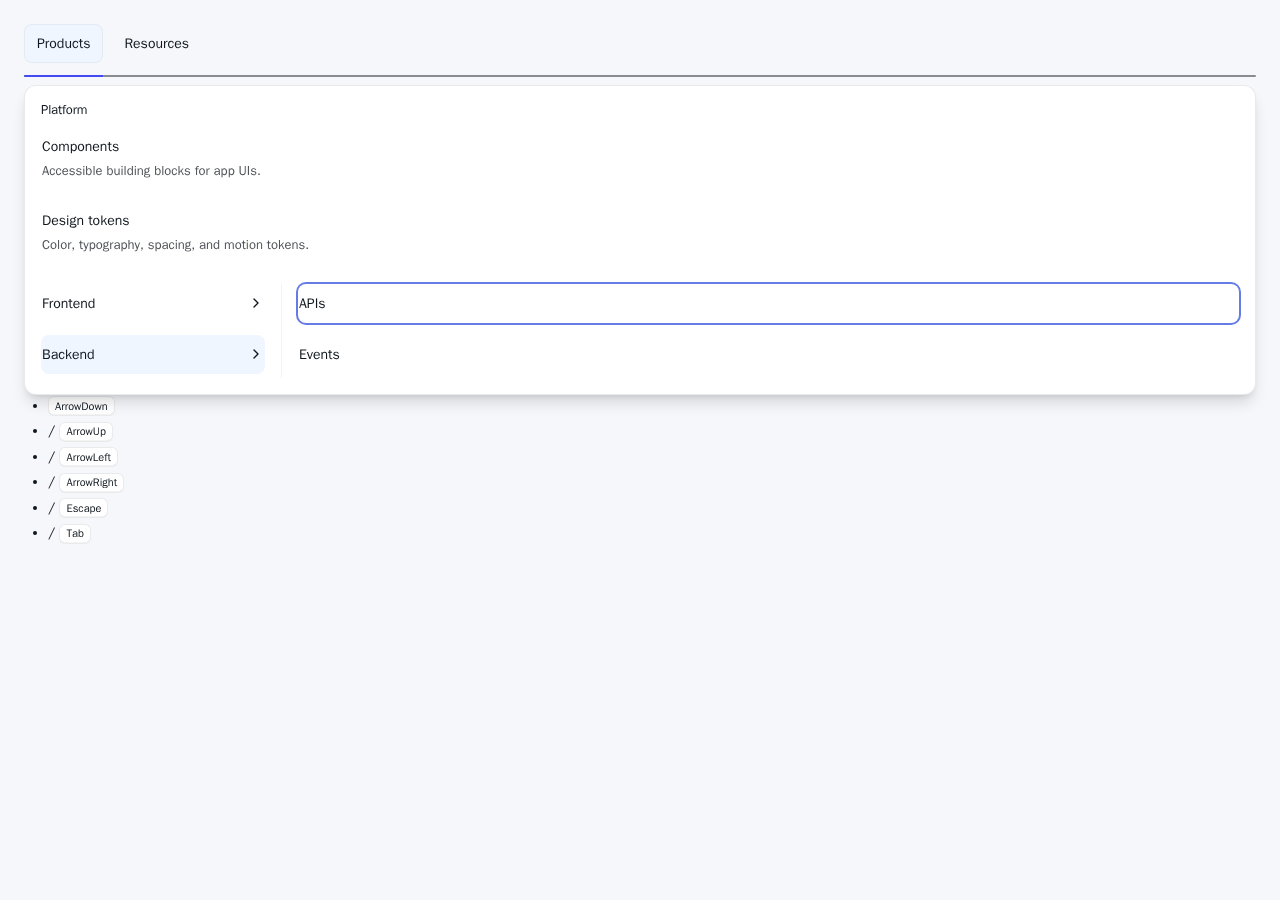 Products Resources
Platform
Components
Accessible building blocks for app UIs.
Design tokens
Color, typography, spacing, and motion tokens.
Frontend APIs
Backend Events
ArrowDown
/ ArrowUp
/ ArrowLeft
/ ArrowRight
/ Escape
/ Tab